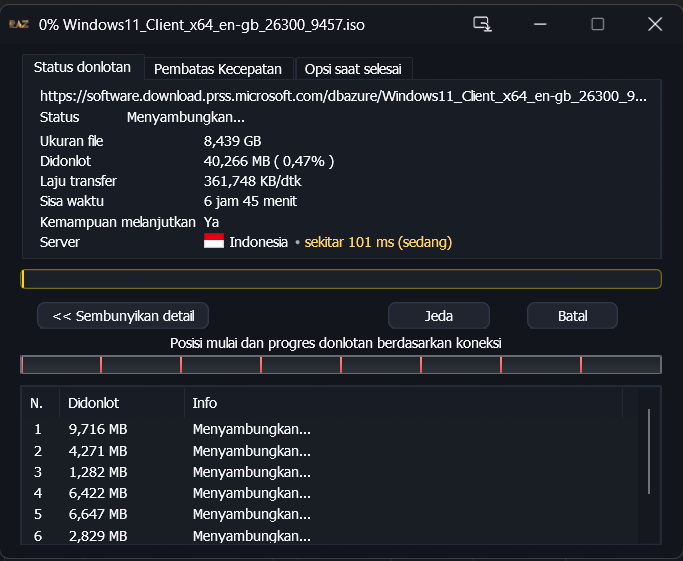 RAZ 0% Windows11_Client_x64_en-gb_26300_9457.iso
Status donlotan Pembatas Kecepatan Opsi saat selesai
https://software.download.prss.microsoft.com/dbazure/Windows11_Client_x64_en-gb_26300_9...
Status Menyambungkan...
Ukuran file 8,439 GB
Didonlot 40,266 MB ( 0,47% )
Laju transfer 361,748 KB/dtk
Sisa waktu 6 jam 45 menit
Kemampuan melanjutkan Ya
Server Indonesia • sekitar 101 ms (sedang)
<< Sembunyikan detail Jeda Batal
Posisi mulai dan progres donlotan berdasarkan koneksi
N. Didonlot Info
1 9,716 MB Menyambungkan...
2 4,271 MB Menyambungkan...
3 1,282 MB Menyambungkan...
4 6,422 MB Menyambungkan...
5 6,647 MB Menyambungkan...
6 2,829 MB Menyambungkan...